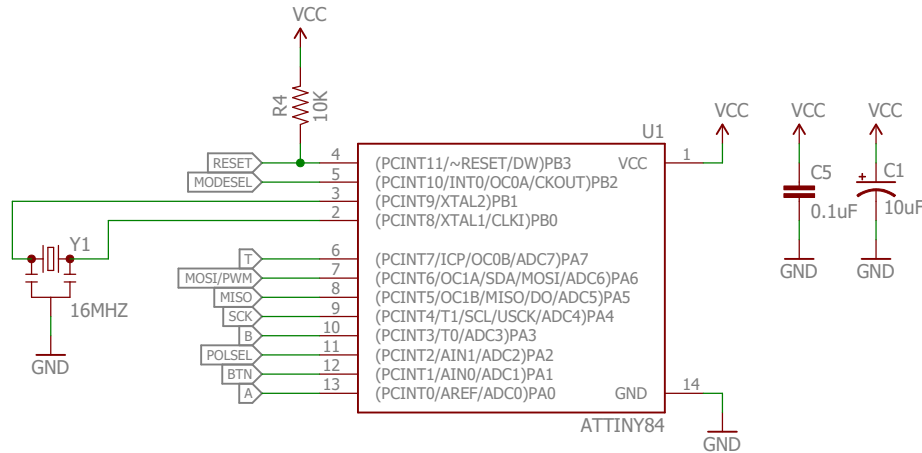 VCC
R4
10K
U1
VCC
VCC
VCC
RESET
4
(PCINT11/~RESET/DW)PB3
VCC
1
MODESEL
5
(PCINT10/INT0/OC0A/CKOUT)PB2
3
(PCINT9/XTAL2)PB1
2
(PCINT8/XTAL1/CLKI)PB0
C5
0.1uF
C1
+
10uF
Y1
16MHZ
GND
T
6
(PCINT7/ICP/OC0B/ADC7)PA7
MOSI/PWM
7
(PCINT6/OC1A/SDA/MOSI/ADC6)PA6
MISO
8
(PCINT5/OC1B/MISO/DO/ADC5)PA5
SCK
9
(PCINT4/T1/SCL/USCK/ADC4)PA4
B
10
(PCINT3/T0/ADC3)PA3
POLSEL
11
(PCINT2/AIN1/ADC2)PA2
BTN
12
(PCINT1/AIN0/ADC1)PA1
A
13
(PCINT0/AREF/ADC0)PA0
GND
14
GND
GND
ATTINY84
GND